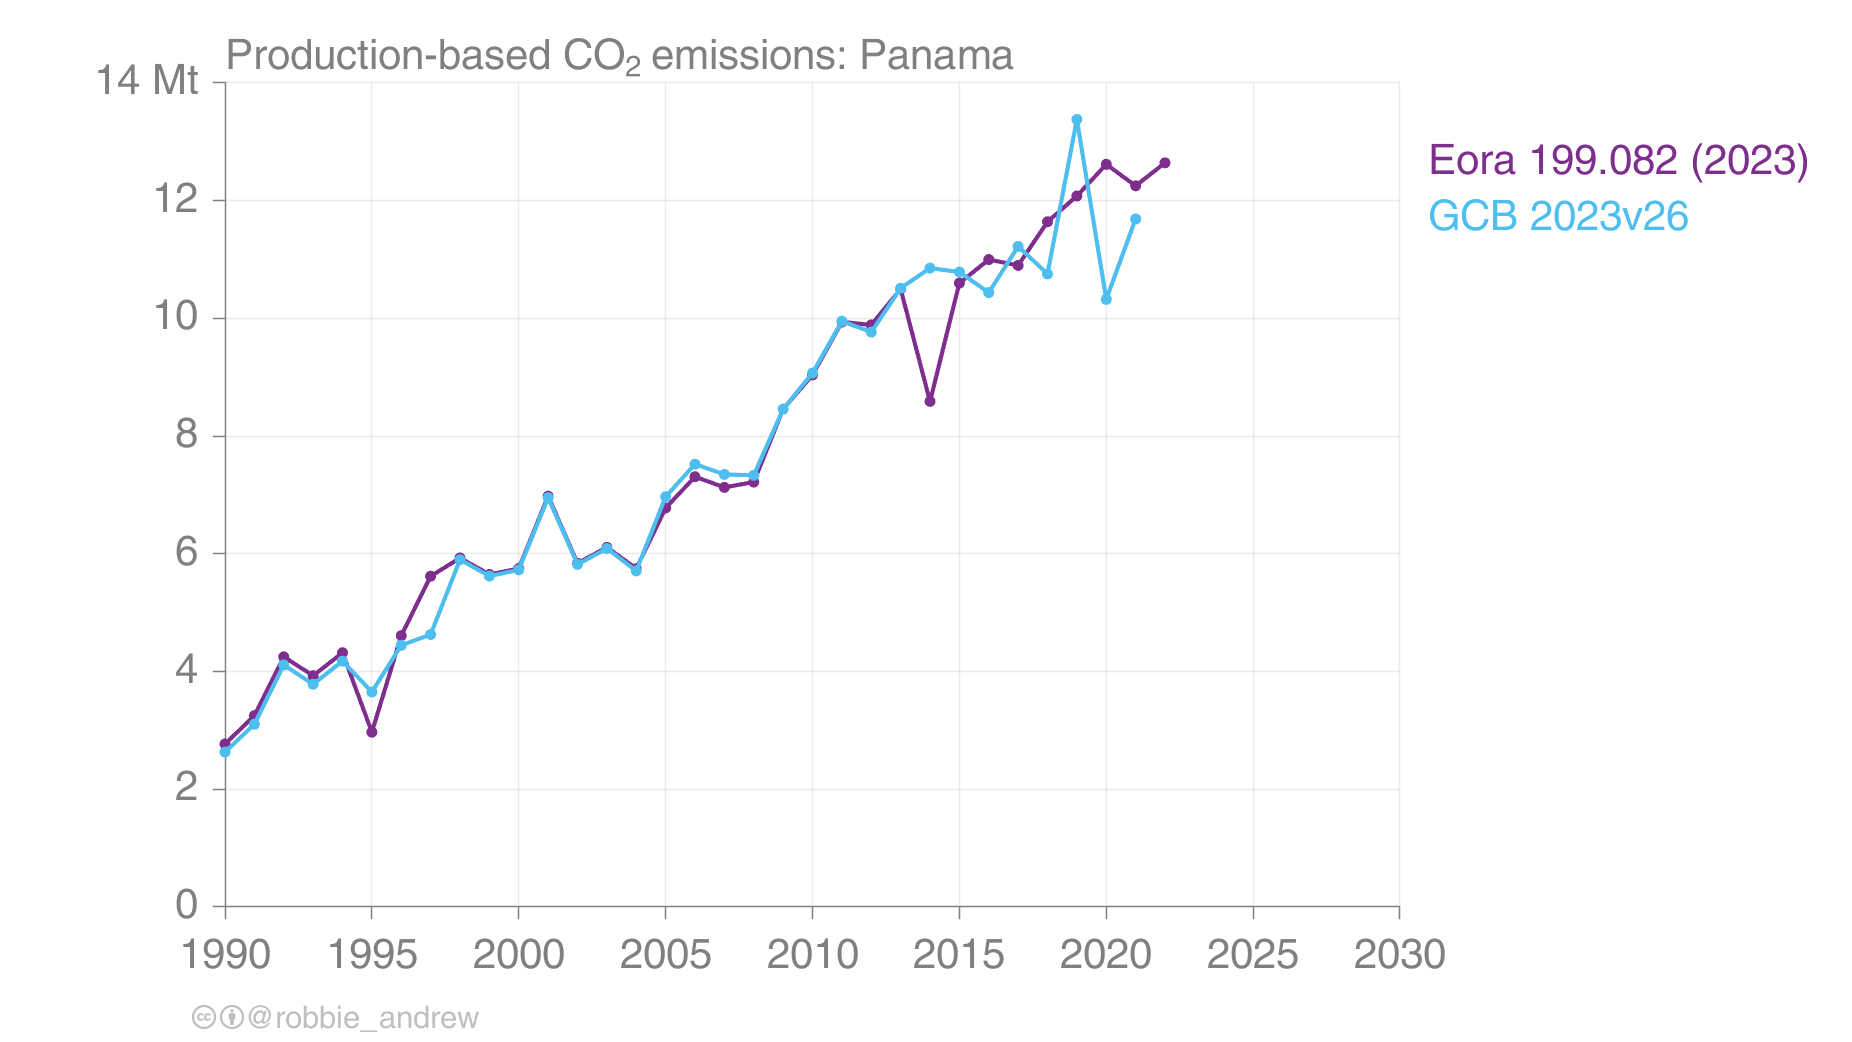 Production-based CO₂ emissions: Panama
14 Mt
12
10
8
6
4
2
0
1990 1995 2000 2005 2010 2015 2020 2025 2030
Eora 199.082 (2023)
GCB 2023v26
cc @robbie_andrew